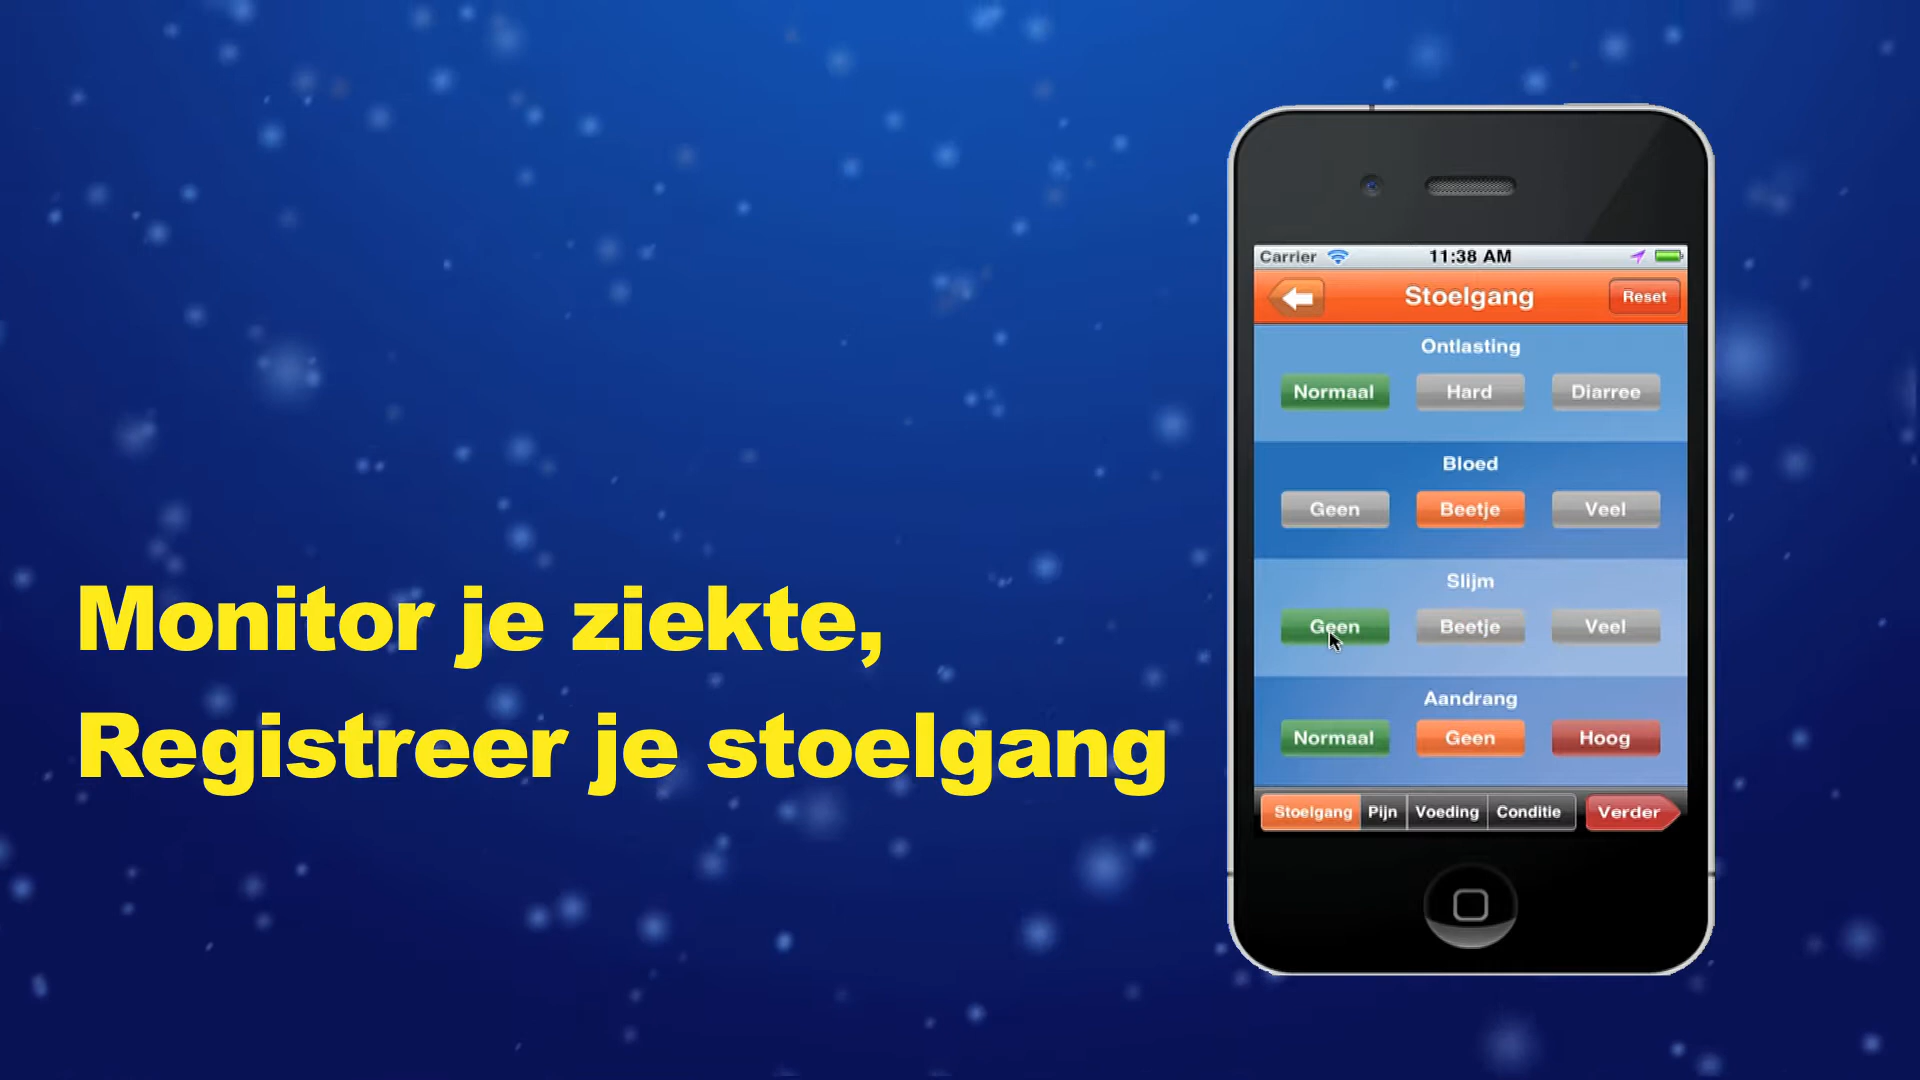 Monitor je ziekte,
Registreer je stoelgang
Carrier 11:38 AM
Stoelgang Reset
Ontlasting
Normaal Hard Diarree
Bloed
Geen Beetje Veel
Slijm
Geen Beetje Veel
Aandrang
Normaal Geen Hoog
Stoelgang Pijn Voeding Conditie Verder